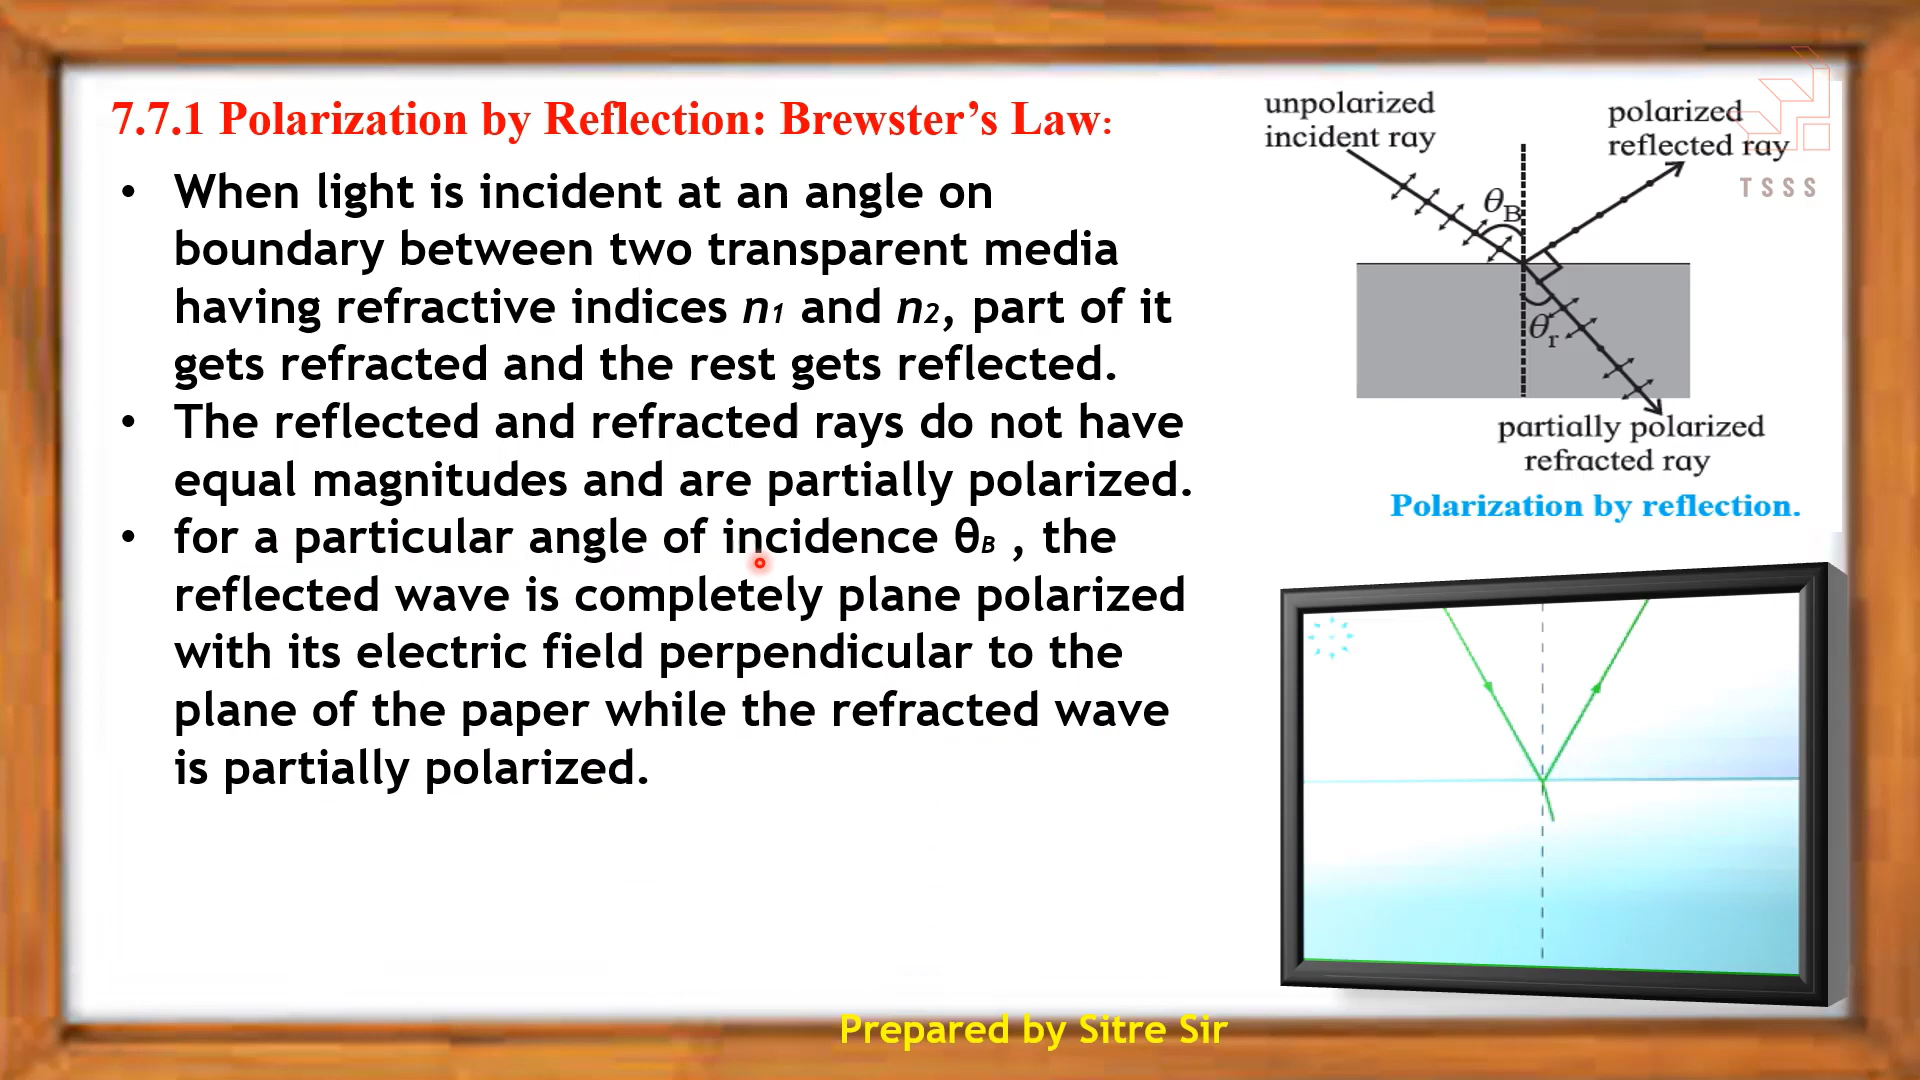 7.7.1 Polarization by Reflection: Brewster’s Law:
• When light is incident at an angle on
boundary between two transparent media
having refractive indices n1 and n2, part of it
gets refracted and the rest gets reflected.
• The reflected and refracted rays do not have
equal magnitudes and are partially polarized.
• for a particular angle of incidence θB , the
reflected wave is completely plane polarized
with its electric field perpendicular to the
plane of the paper while the refracted wave
is partially polarized.
unpolarized
incident ray
polarized
reflected ray
TSSS
θB
θr
partially polarized
refracted ray
Polarization by reflection.
Prepared by Sitre Sir